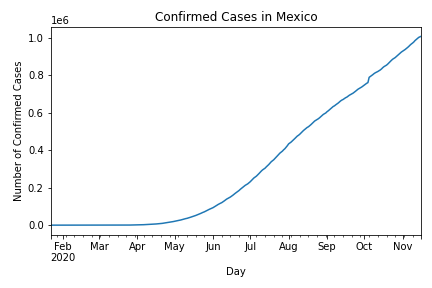 Confirmed Cases in Mexico
1e6
1.0
0.8
0.6
0.4
0.2
0.0
Number of Confirmed Cases
Feb Mar Apr May Jun Jul Aug Sep Oct Nov
2020
Day